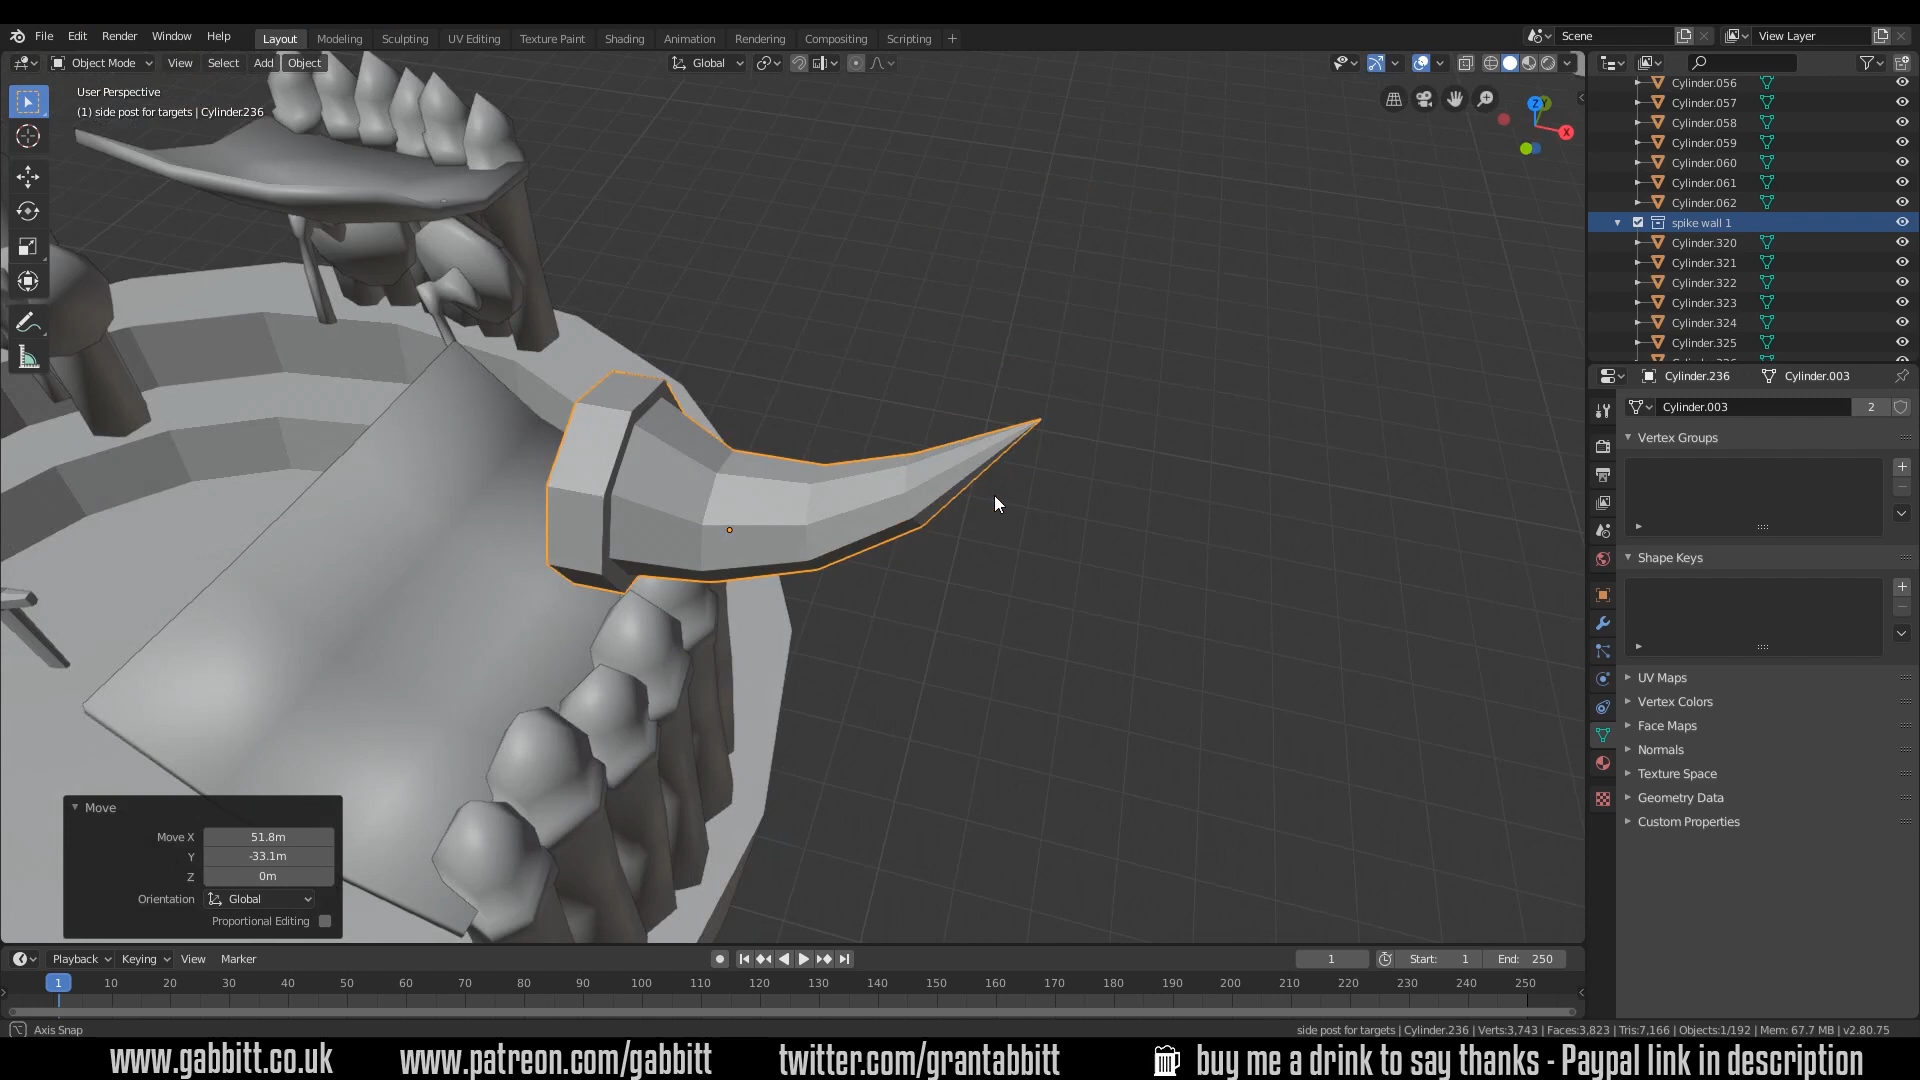 File Edit Render Window Help Layout Modeling Sculpting UV Editing Texture Paint Shading Animation Rendering Compositing Scripting + Scene View Layer
Object Mode View Select Add Object Global
User Perspective
(1) side post for targets | Cylinder.236
Z Y
X
Cylinder.056
Cylinder.057
Cylinder.058
Cylinder.059
Cylinder.060
Cylinder.061
Cylinder.062
spike wall 1
Cylinder.320
Cylinder.321
Cylinder.322
Cylinder.323
Cylinder.324
Cylinder.325
Cylinder.236 Cylinder.003
Cylinder.003 2
Vertex Groups
Shape Keys
UV Maps
Vertex Colors
Face Maps
Normals
Texture Space
Geometry Data
Custom Properties
Move
Move X 51.8m
Y -33.1m
Z 0m
Orientation Global
Proportional Editing
Playback Keying View Marker 1 Start: 1 End: 250
1 10 20 30 40 50 60 70 80 90 100 110 120 130 140 150 160 170 180 190 200 210 220 230 240 250
Axis Snap side post for targets | Cylinder.236 | Verts:3,743 | Faces:3,823 | Tris:7,166 | Objects:1/192 | Mem: 67.7 MB | v2.80.75
www.gabbitt.co.uk www.patreon.com/gabbitt twitter.com/grantabbitt buy me a drink to say thanks - Paypal link in description